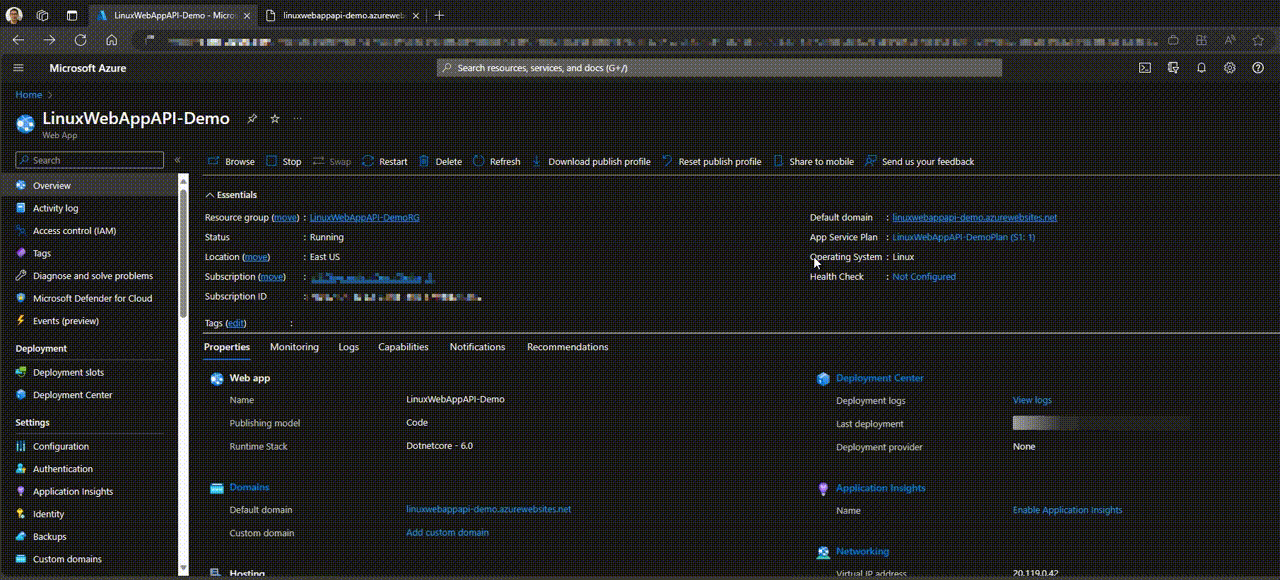 LinuxWebAppAPI-Demo - Micro
linuxwebappapi-demo.azureweb
Microsoft Azure
Search resources, services, and docs (G+/)
Home
LinuxWebAppAPI-Demo
Web App
Search
Browse Stop Swap Restart Delete Refresh Download publish profile Reset publish profile Share to mobile Send us your feedback
Overview
Activity log
Access control (IAM)
Tags
Diagnose and solve problems
Microsoft Defender for Cloud
Events (preview)
Deployment
Deployment slots
Deployment Center
Settings
Configuration
Authentication
Application Insights
Identity
Backups
Custom domains
Essentials
Resource group (move) : LinuxWebAppAPI-DemoRG
Status : Running
Location (move) : East US
Subscription (move) :
Subscription ID :
Tags (edit) :
Default domain : linuxwebappapi-demo.azurewebsites.net
App Service Plan : LinuxWebAppAPI-DemoPlan (S1: 1)
Operating System : Linux
Health Check : Not Configured
Properties Monitoring Logs Capabilities Notifications Recommendations
Web app
Name LinuxWebAppAPI-Demo
Publishing model Code
Runtime Stack Dotnetcore - 6.0
Domains
Default domain linuxwebappapi-demo.azurewebsites.net
Custom domain Add custom domain
Hosting
Deployment Center
Deployment logs View logs
Last deployment
Deployment provider None
Application Insights
Name Enable Application Insights
Networking
Virtual IP address 20.119.0.42